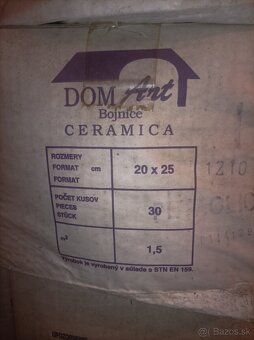 DOM Art
Bojnice
CERAMICA
ROZMERY
FORMAT cm
FORMAT
20 x 25
POČET KUSOV
PIECES
STÜCK
30
m²
1,5
Výrobok je vyrobený v súlade s STN EN 159.
1210
Bazos.sk